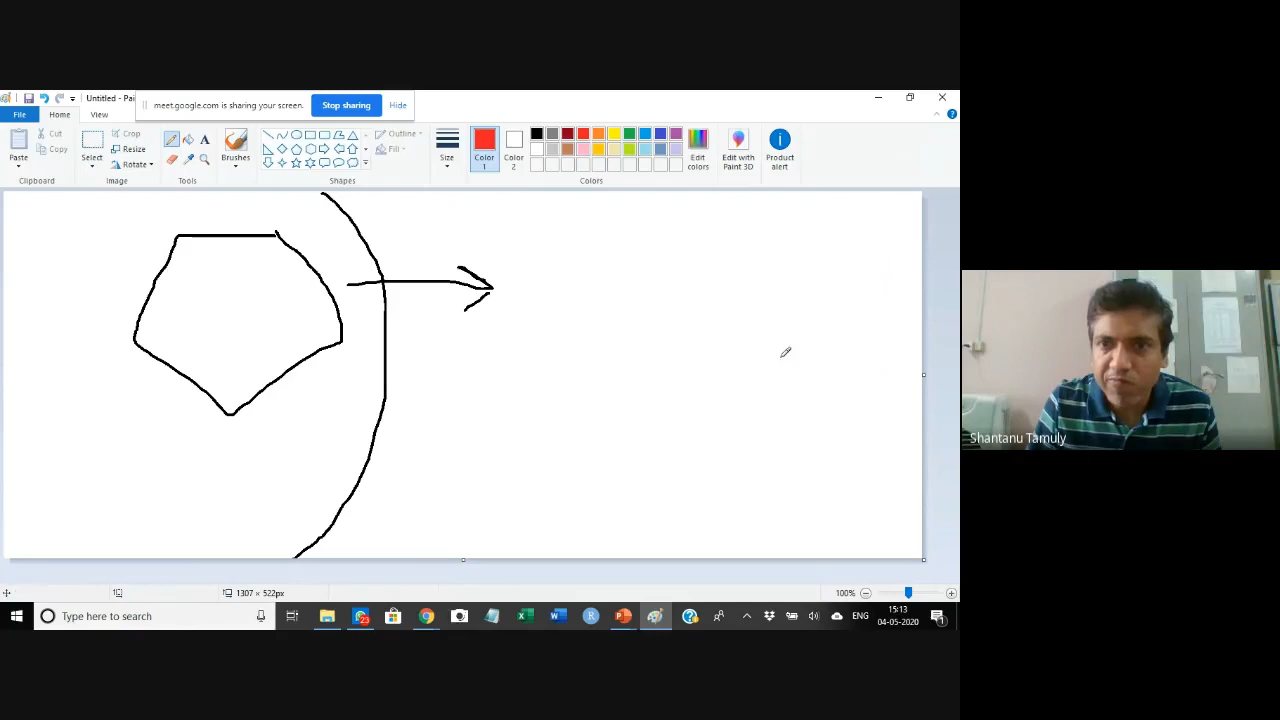 Untitled - Pai
meet.google.com is sharing your screen.
Stop sharing
Hide
File
Home
View
Paste
Cut
Copy
Clipboard
Select
Crop
Resize
Rotate
Image
A
Tools
Brushes
Outline
Fill
Shapes
Size
Color 1
Color 2
Edit colors
Colors
Edit with Paint 3D
Product alert
Shantanu Tamuly
1307 × 522px
100%
Type here to search
23
R
ENG
15:13
04-05-2020
1